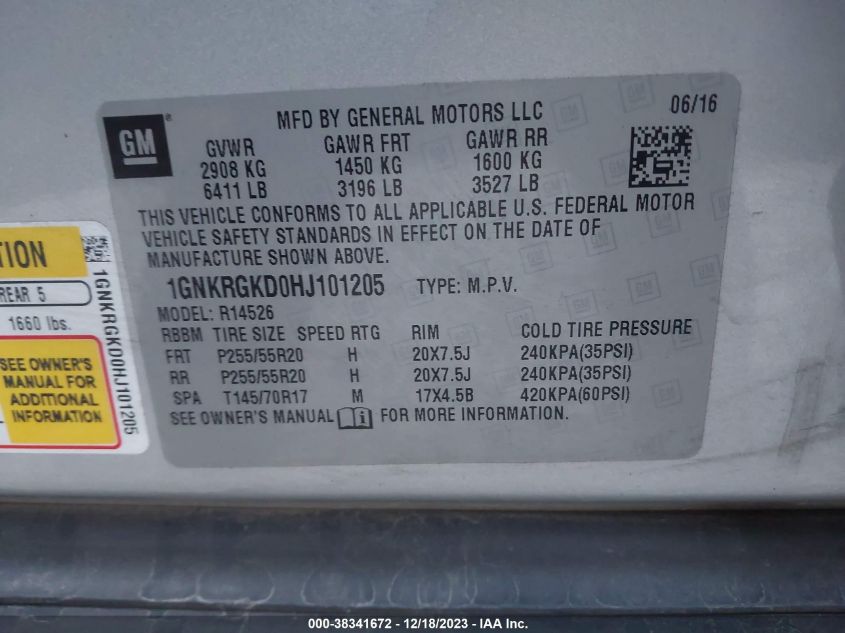 GM
®
MFD BY GENERAL MOTORS LLC
06/16
GVWR GAWR FRT GAWR RR
2908 KG 1450 KG 1600 KG
6411 LB 3196 LB 3527 LB
THIS VEHICLE CONFORMS TO ALL APPLICABLE U.S. FEDERAL MOTOR
VEHICLE SAFETY STANDARDS IN EFFECT ON THE DATE OF
MANUFACTURE SHOWN ABOVE.
1GNKRGKD0HJ101205 TYPE: M.P.V.
MODEL: R14526
RBBM TIRE SIZE SPEED RTG RIM COLD TIRE PRESSURE
FRT P255/55R20 H 20X7.5J 240KPA(35PSI)
RR P255/55R20 H 20X7.5J 240KPA(35PSI)
SPA T145/70R17 M 17X4.5B 420KPA(60PSI)
SEE OWNER'S MANUAL i FOR MORE INFORMATION.
TION
REAR 5
1660 lbs.
SEE OWNER'S
MANUAL FOR
ADDITIONAL
INFORMATION
1GNKRGKD0HJ101205
000-38341672 - 12/18/2023 - IAA Inc.